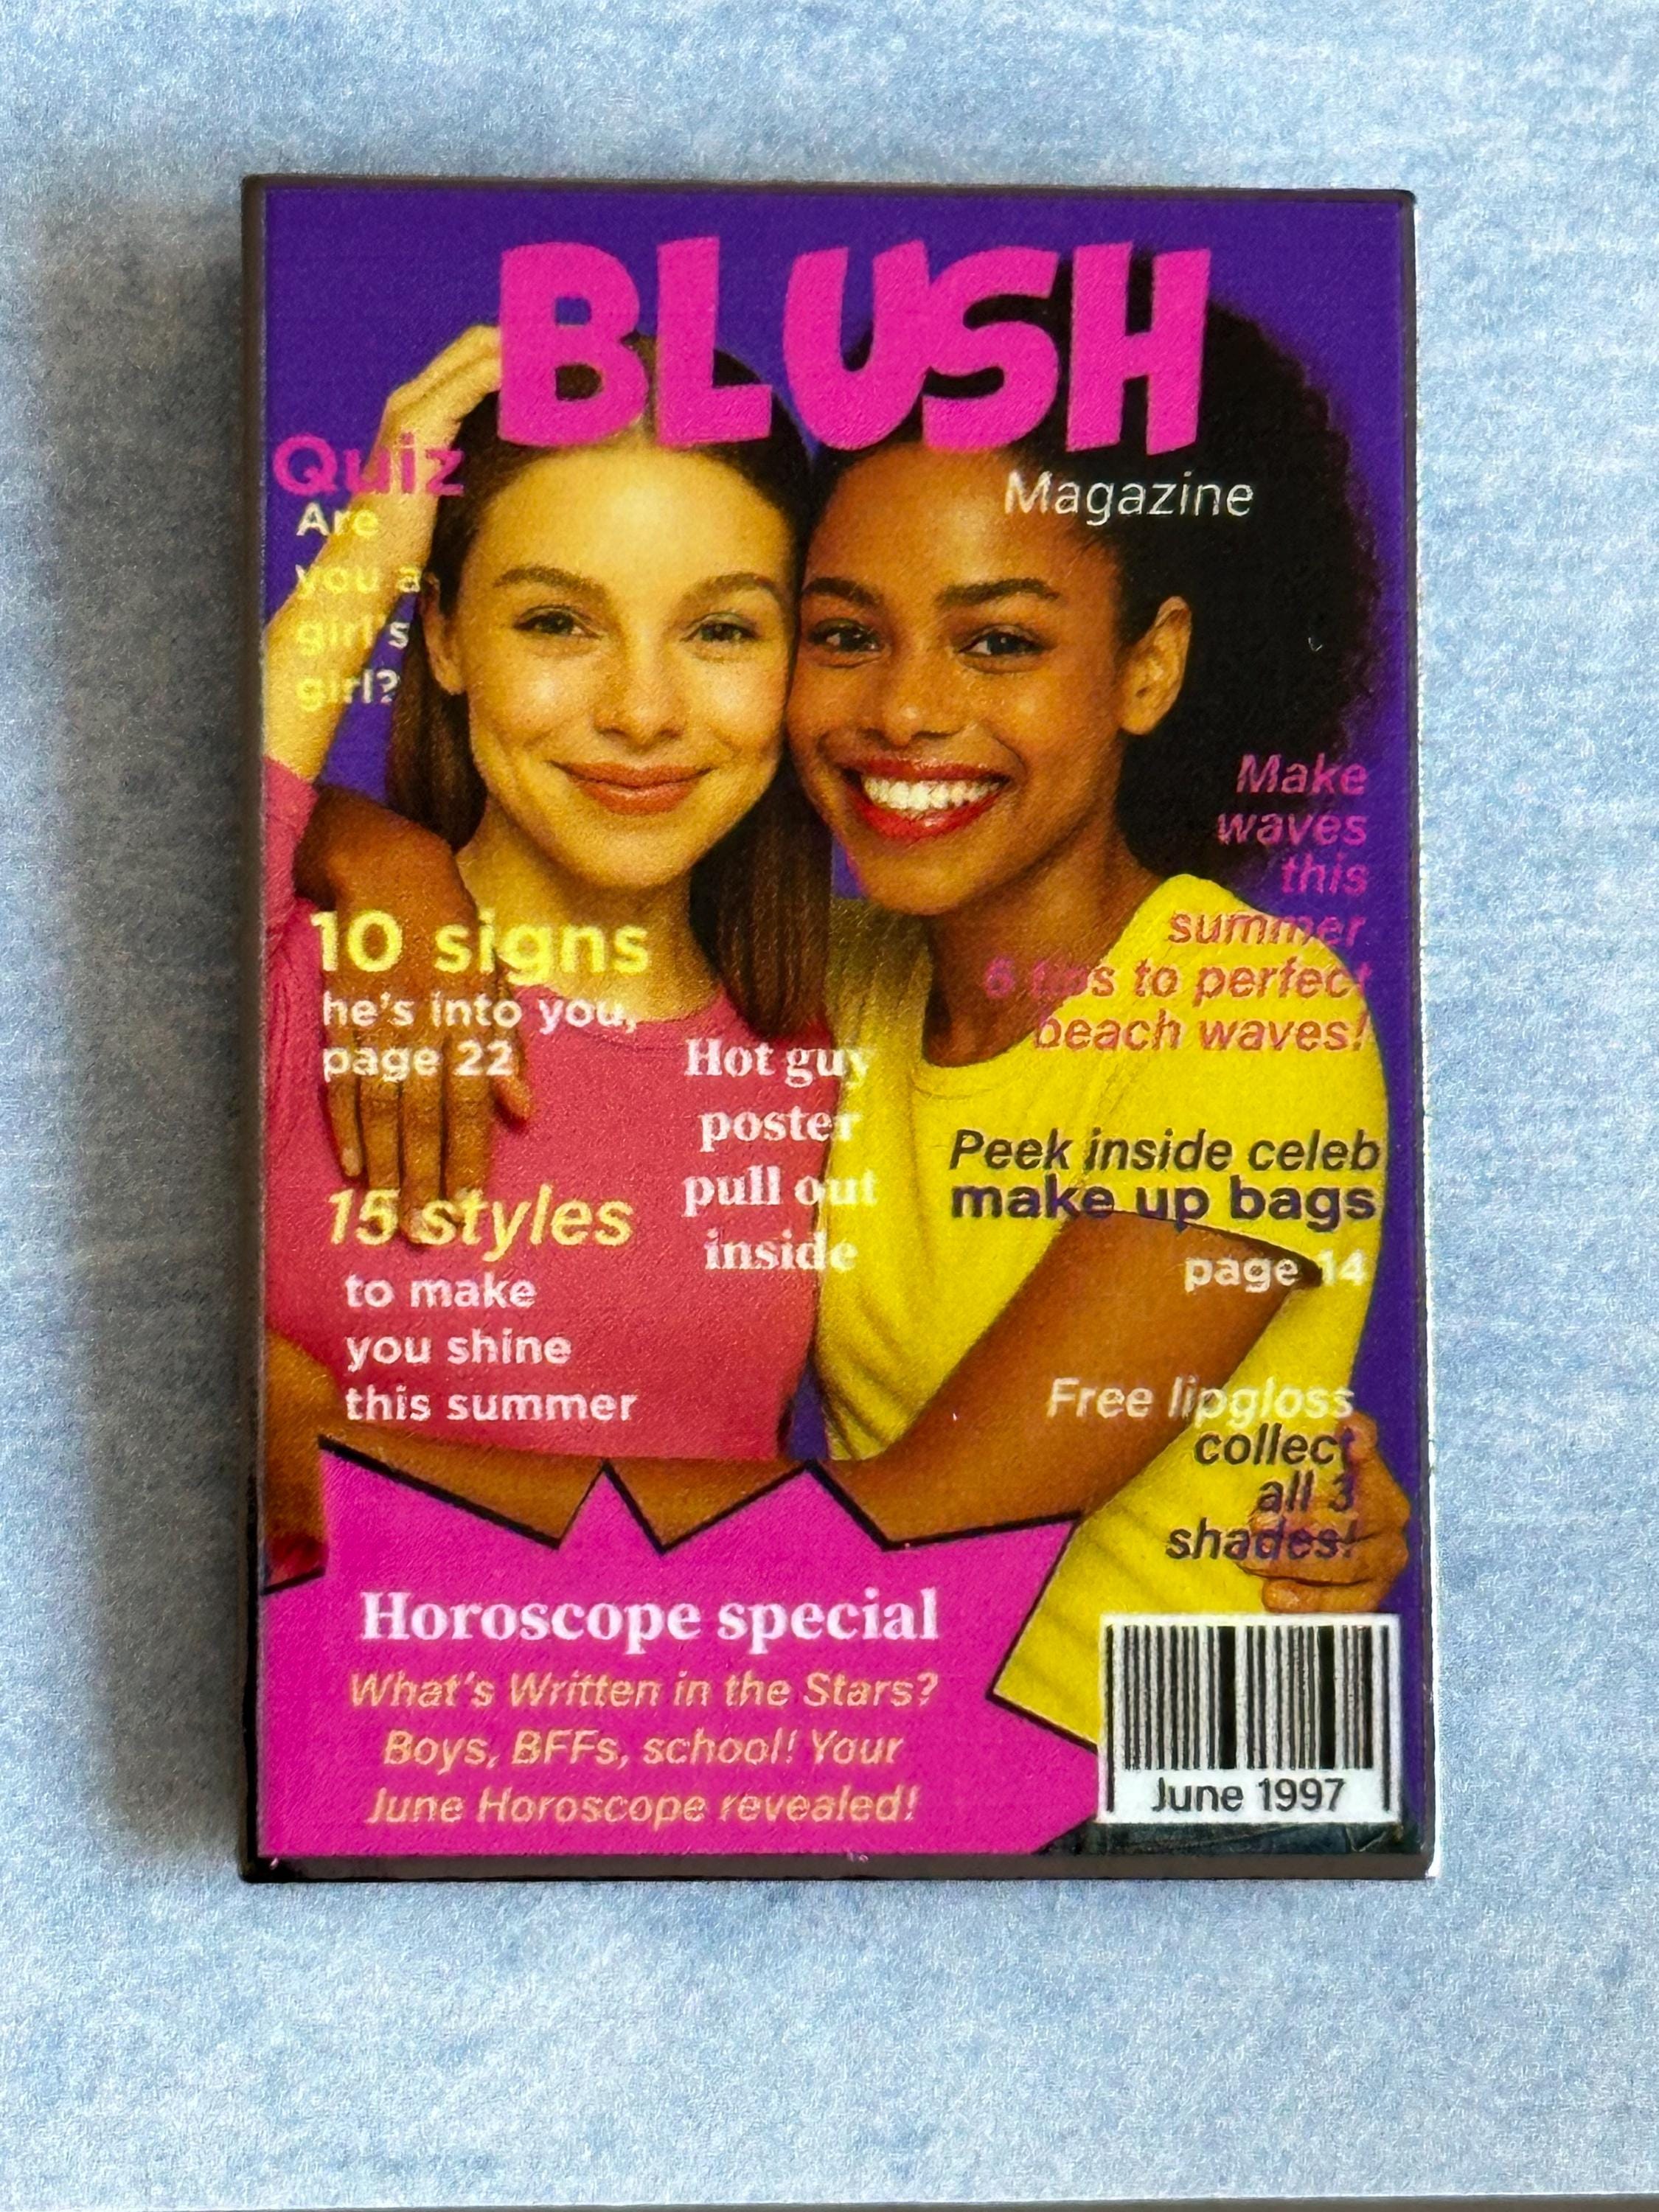 BLUSH
Magazine
Quiz
Are
you a
girl's
girl?
Make
waves
this
summer
6 tips to perfect
beach waves!
10 signs
he's into you,
page 22
Hot guy
poster
pull out
inside
Peek inside celeb
make up bags
page 14
15 styles
to make
you shine
this summer
Free lipgloss
collect
all 3
shades!
Horoscope special
What's Written in the Stars?
Boys, BFFs, school! Your
June Horoscope revealed!
June 1997